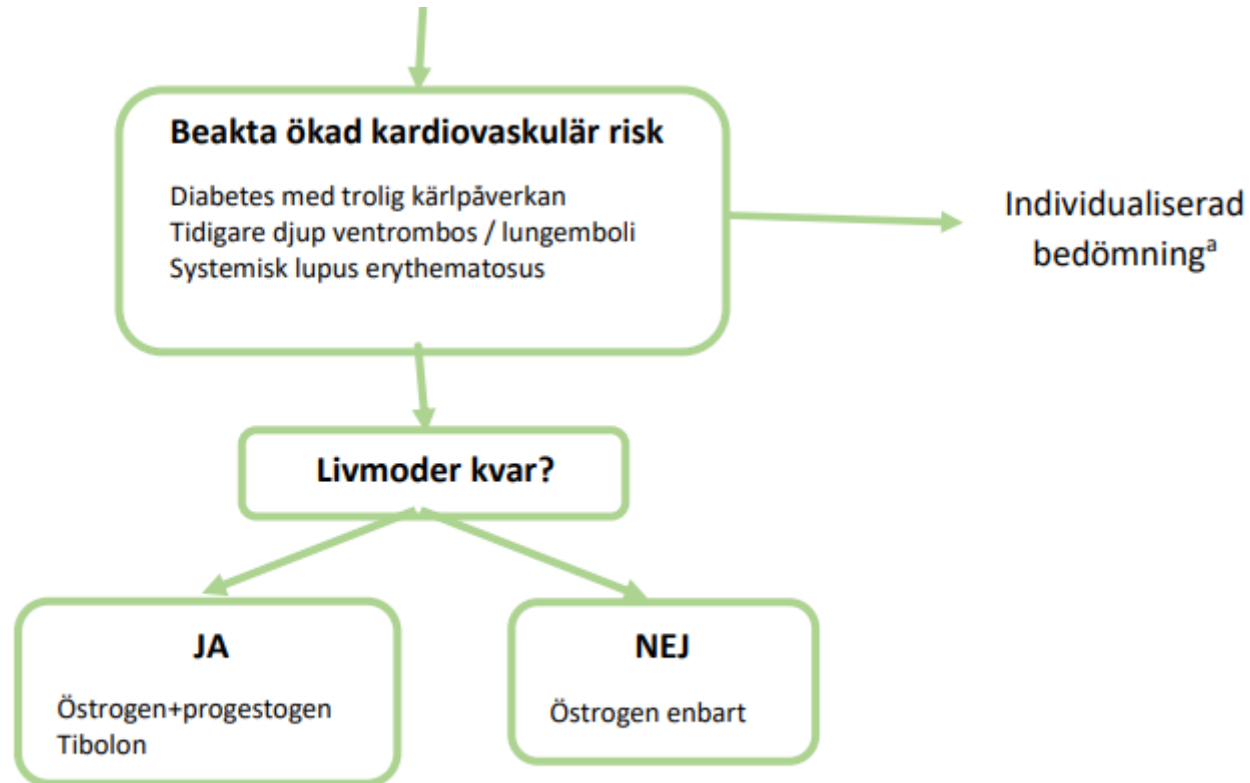 Beakta ökad kardiovaskulär risk
Diabetes med trolig kärlpåverkan
Tidigare djup ventrombos / lungemboli
Systemisk lupus erythematosus
Individualiserad
bedömningᵃ
Livmoder kvar?
JA
Östrogen+progestogen
Tibolon
NEJ
Östrogen enbart